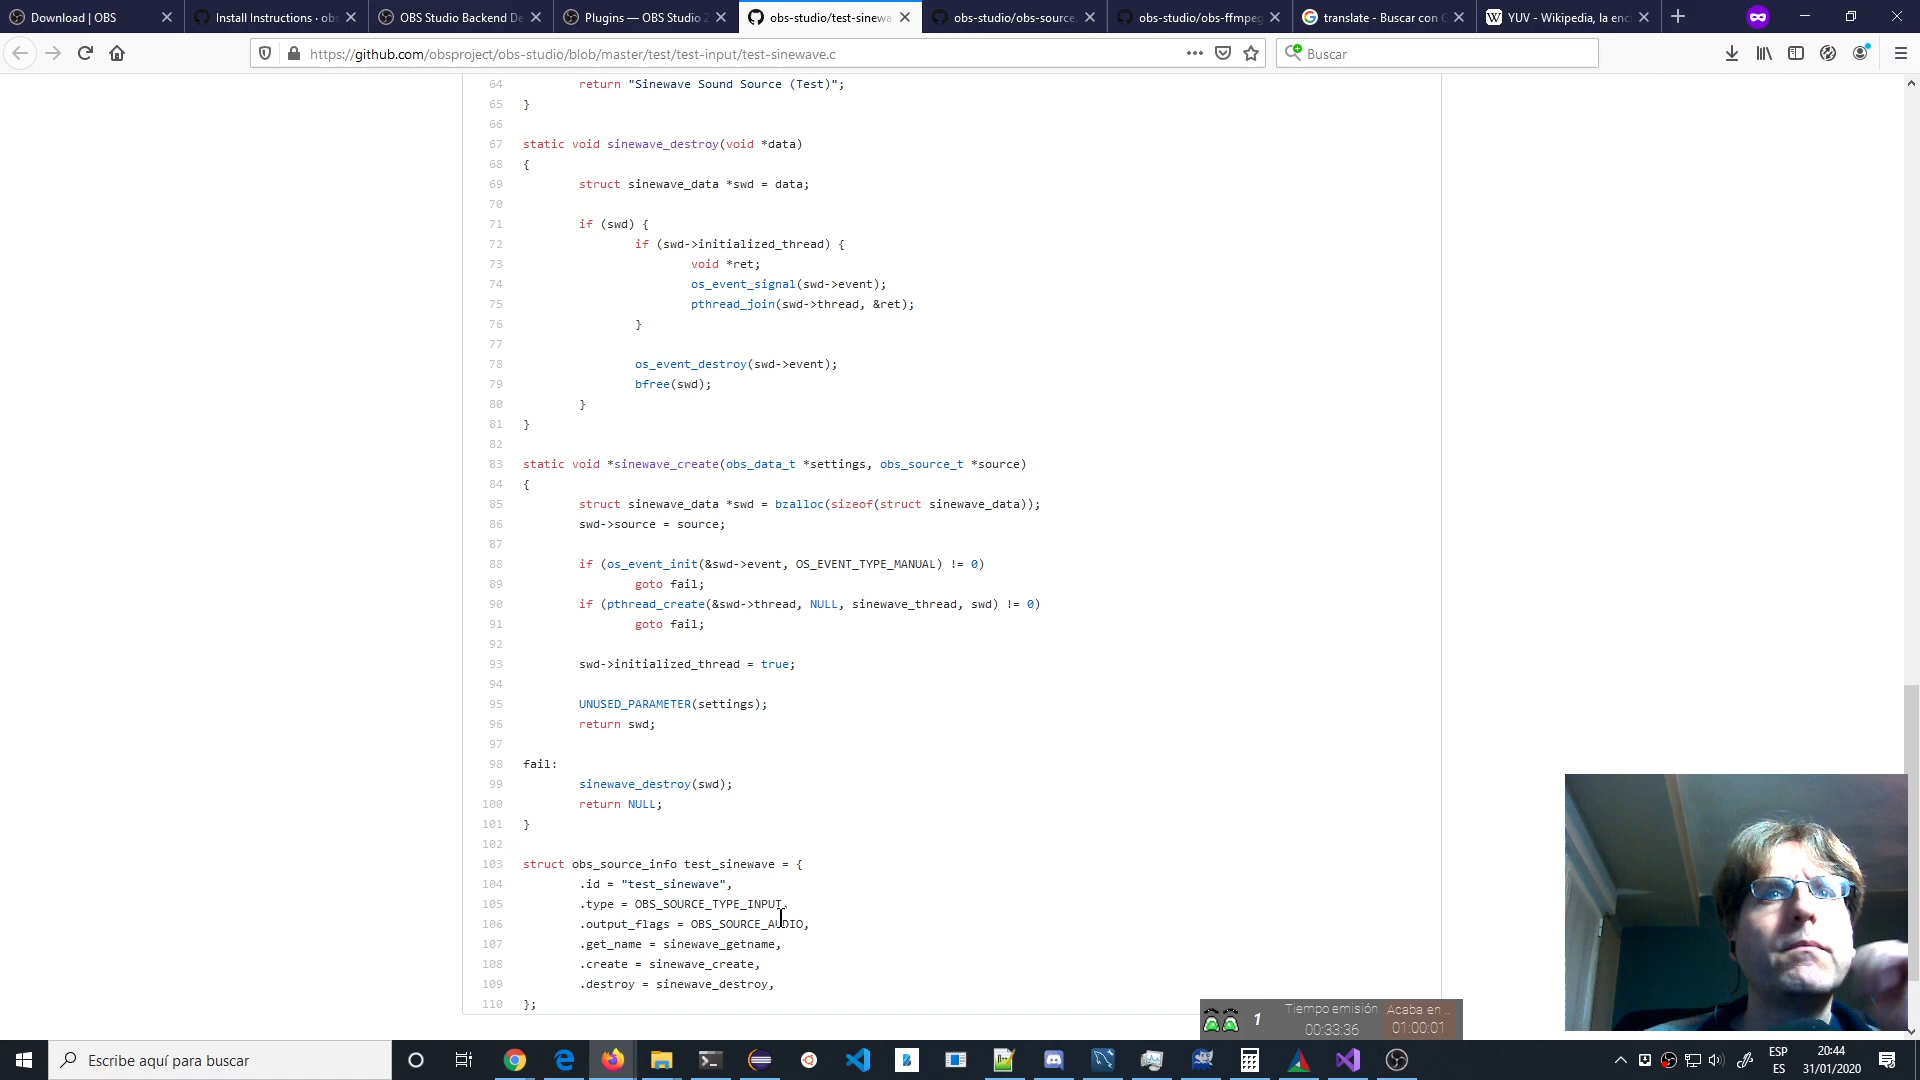 Download | OBS
Install Instructions · obs
OBS Studio Backend De
Plugins — OBS Studio 2
obs-studio/test-sinewa
obs-studio/obs-source.
obs-studio/obs-ffmpeg
translate - Buscar con G
YUV - Wikipedia, la enc
https://github.com/obsproject/obs-studio/blob/master/test/test-input/test-sinewave.c
Buscar
64 return "Sinewave Sound Source (Test)";
65 }
66
67 static void sinewave_destroy(void *data)
68 {
69 struct sinewave_data *swd = data;
70
71 if (swd) {
72 if (swd->initialized_thread) {
73 void *ret;
74 os_event_signal(swd->event);
75 pthread_join(swd->thread, &ret);
76 }
77
78 os_event_destroy(swd->event);
79 bfree(swd);
80 }
81 }
82
83 static void *sinewave_create(obs_data_t *settings, obs_source_t *source)
84 {
85 struct sinewave_data *swd = bzalloc(sizeof(struct sinewave_data));
86 swd->source = source;
87
88 if (os_event_init(&swd->event, OS_EVENT_TYPE_MANUAL) != 0)
89 goto fail;
90 if (pthread_create(&swd->thread, NULL, sinewave_thread, swd) != 0)
91 goto fail;
92
93 swd->initialized_thread = true;
94
95 UNUSED_PARAMETER(settings);
96 return swd;
97
98 fail:
99 sinewave_destroy(swd);
100 return NULL;
101 }
102
103 struct obs_source_info test_sinewave = {
104 .id = "test_sinewave",
105 .type = OBS_SOURCE_TYPE_INPUT,
106 .output_flags = OBS_SOURCE_AUDIO,
107 .get_name = sinewave_getname,
108 .create = sinewave_create,
109 .destroy = sinewave_destroy,
110 };
1
Tiempo emisión
00:33:36
Acaba en ..
01:00:01
Escribe aquí para buscar
ESP
ES
20:44
31/01/2020